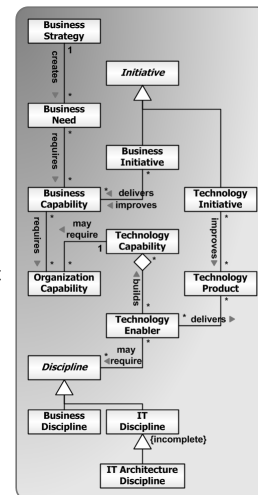 Business
Strategy
1
creates
*
Initiative
Business
Need
*
requires
*
Business
Initiative
*
Business
Capability
*
delivers
improves
Technology
Initiative
*
*
requires
may
require
1
Technology
Capability
*
improves
*
*
Organization
Capability
builds
*
Technology
Product
*
*
Technology
Enabler
*
delivers
*
Discipline
*
may
require
Business
Discipline
IT
Discipline
{incomplete}
IT Architecture
Discipline